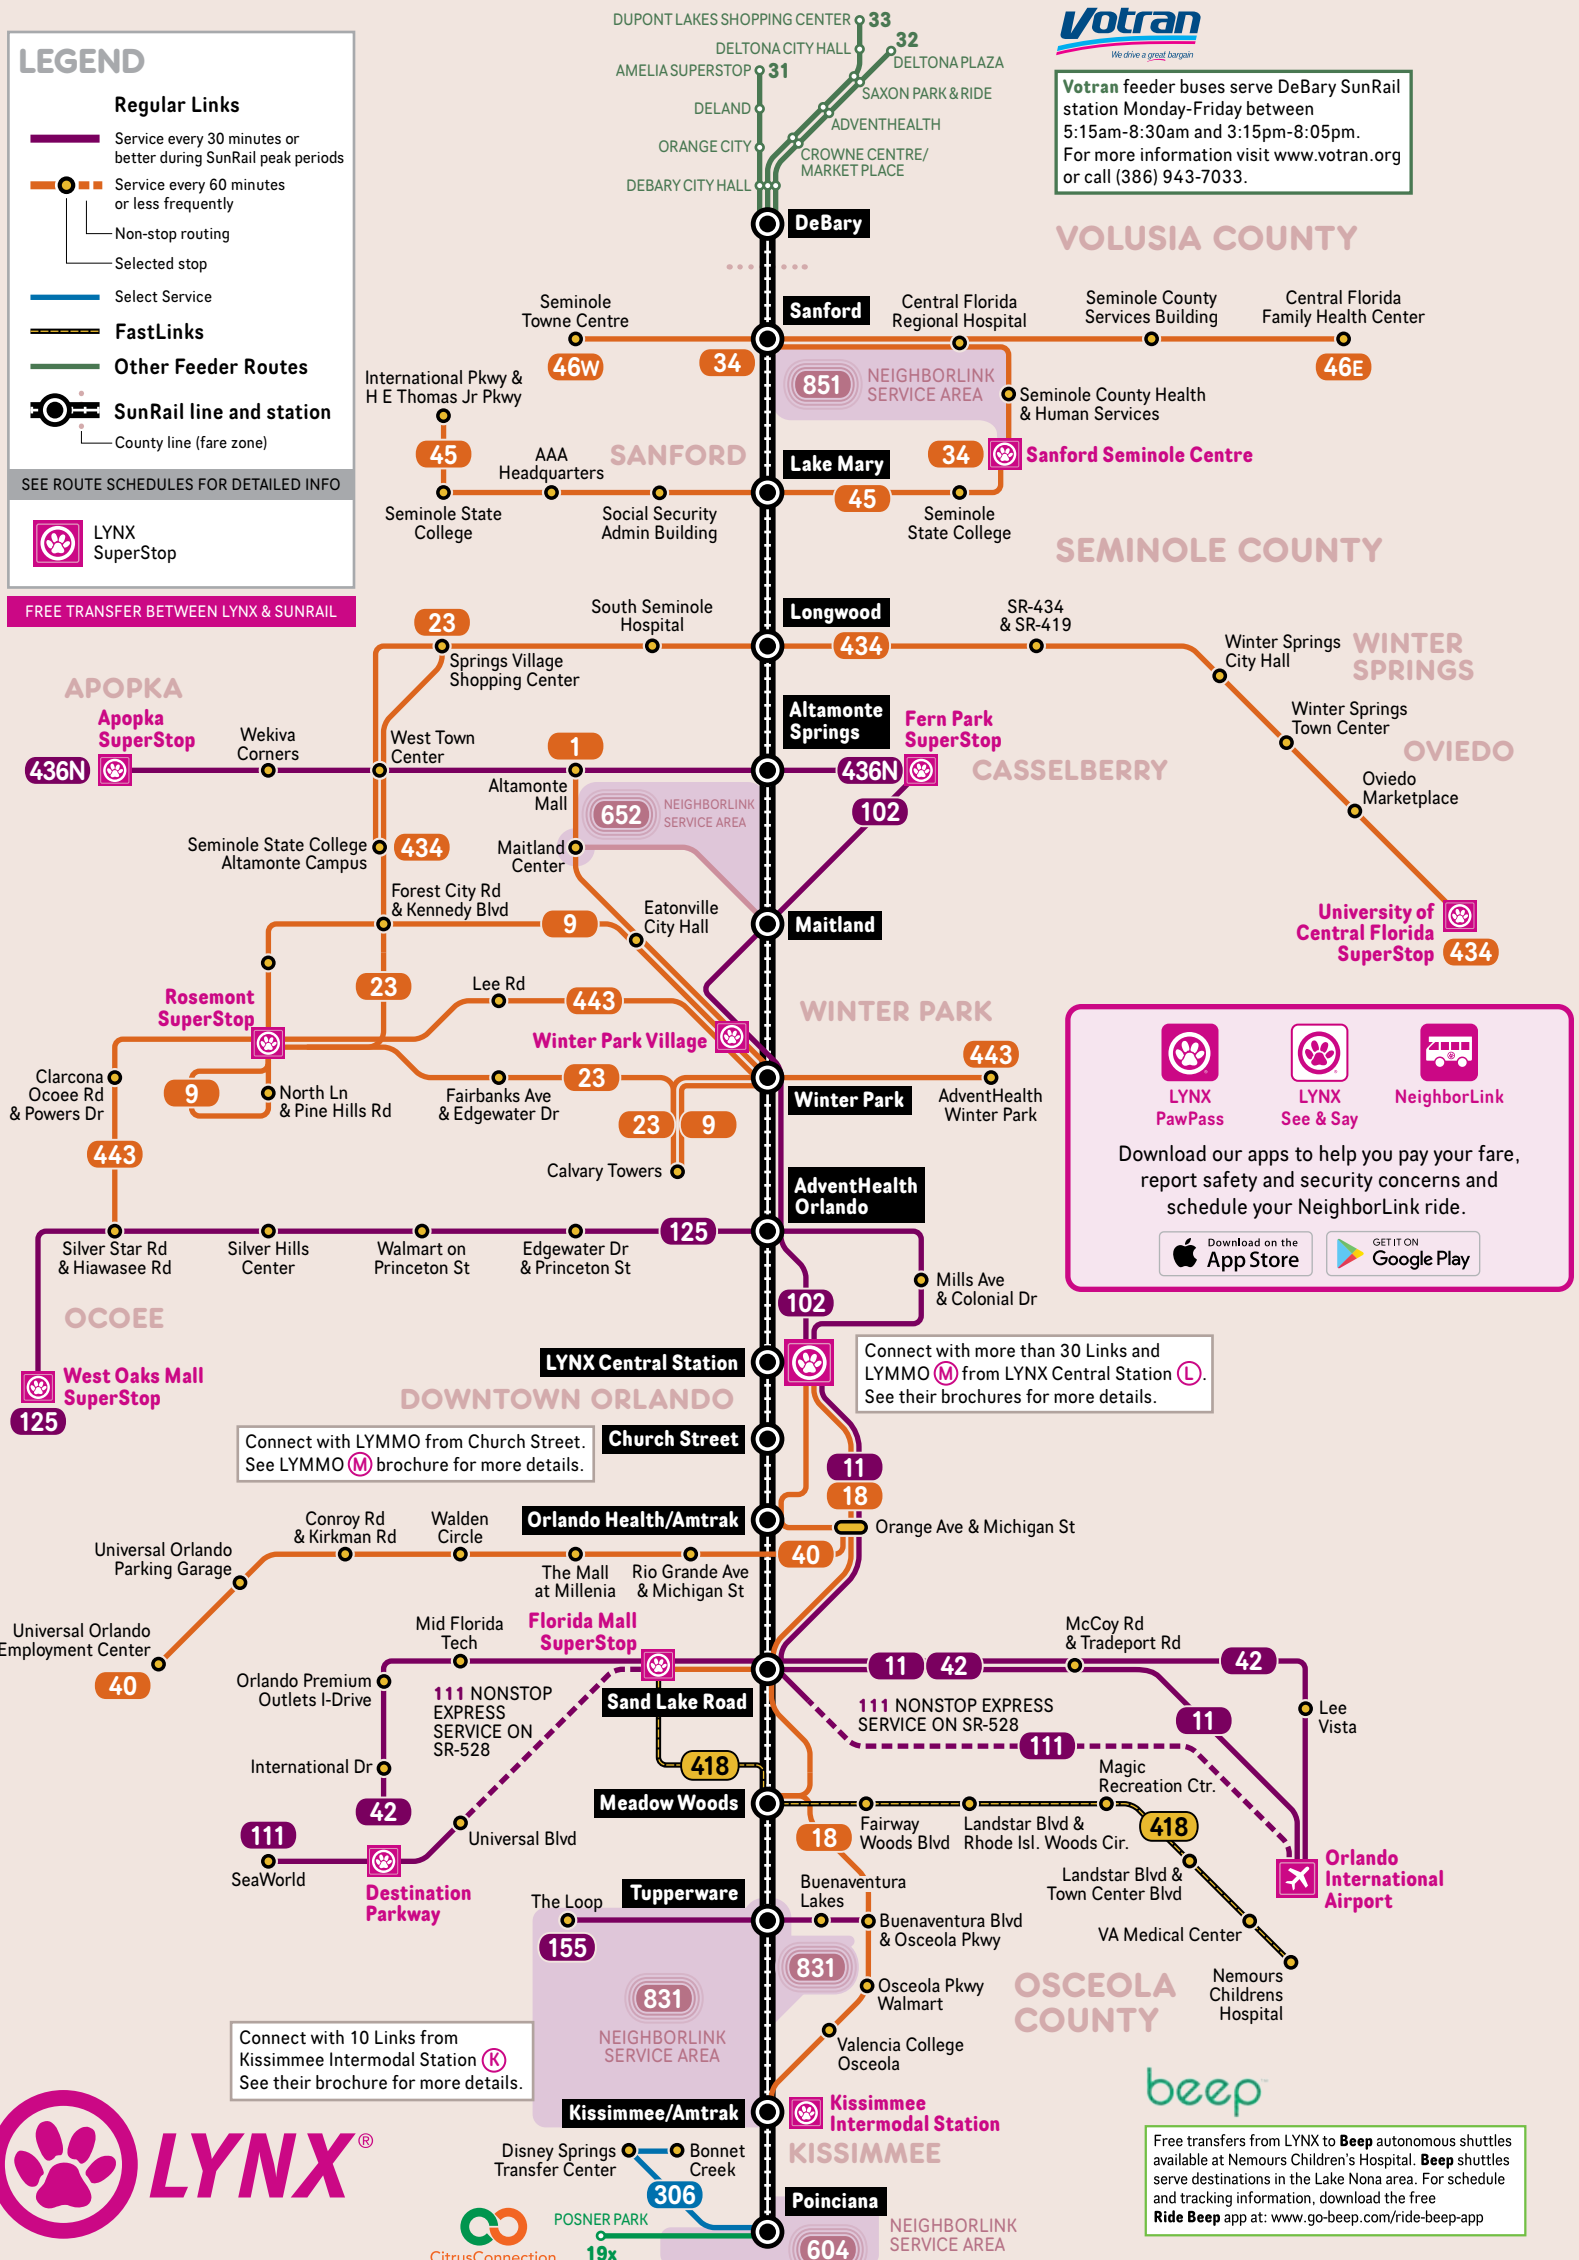 LEGEND
Regular Links
Service every 30 minutes or
better during SunRail peak periods
Service every 60 minutes
or less frequently
Non-stop routing
Selected stop
Select Service
FastLinks
Other Feeder Routes
SunRail line and station
County line (fare zone)
SEE ROUTE SCHEDULES FOR DETAILED INFO
LYNX
SuperStop
FREE TRANSFER BETWEEN LYNX & SUNRAIL
DUPONT LAKES SHOPPING CENTER
33
DELTONA CITY HALL
32
DELTONA PLAZA
AMELIA SUPERSTOP
31
SAXON PARK & RIDE
DELAND
ADVENTHEALTH
ORANGE CITY
CROWNE CENTRE/
MARKET PLACE
DEBARY CITY HALL
Votran
We drive a great bargain
Votran feeder buses serve DeBary SunRail
station Monday-Friday between
5:15am-8:30am and 3:15pm-8:05pm.
For more information visit www.votran.org
or call (386) 943-7033.
DeBary
VOLUSIA COUNTY
Seminole
Towne Centre
46W
Sanford
34
Central Florida
Regional Hospital
Seminole County
Services Building
Central Florida
Family Health Center
46E
851
NEIGHBORLINK
SERVICE AREA
International Pkwy &
H E Thomas Jr Pkwy
45
Seminole County Health
& Human Services
AAA
Headquarters
SANFORD
Lake Mary
34
Sanford Seminole Centre
45
Seminole State
College
Social Security
Admin Building
Seminole
State College
SEMINOLE COUNTY
23
South Seminole
Hospital
Longwood
434
SR-434
& SR-419
Springs Village
Shopping Center
Winter Springs
City Hall
WINTER
SPRINGS
APOPKA
Apopka
SuperStop
436N
Wekiva
Corners
West Town
Center
1
Altamonte
Springs
Fern Park
SuperStop
436N
CASSELBERRY
Winter Springs
Town Center
OVIEDO
Altamonte
Mall
652
NEIGHBORLINK
SERVICE AREA
102
Oviedo
Marketplace
Seminole State College
Altamonte Campus
434
Maitland
Center
Forest City Rd
& Kennedy Blvd
9
Eatonville
City Hall
Maitland
University of
Central Florida
SuperStop
434
23
Rosemont
SuperStop
Lee Rd
443
WINTER PARK
Winter Park Village
443
Clarcona
Ocoee Rd
& Powers Dr
9
North Ln
& Pine Hills Rd
Fairbanks Ave
& Edgewater Dr
23
Winter Park
AdventHealth
Winter Park
23
9
443
Calvary Towers
LYNX
PawPass
LYNX
See & Say
NeighborLink
Download our apps to help you pay your fare,
report safety and security concerns and
schedule your NeighborLink ride.
Download on the
App Store
GET IT ON
Google Play
AdventHealth
Orlando
125
Silver Star Rd
& Hiawasee Rd
Silver Hills
Center
Walmart on
Princeton St
Edgewater Dr
& Princeton St
Mills Ave
& Colonial Dr
102
OCOEE
West Oaks Mall
SuperStop
125
LYNX Central Station
Connect with more than 30 Links and
LYMMO M from LYNX Central Station L.
See their brochures for more details.
DOWNTOWN ORLANDO
Connect with LYMMO from Church Street.
See LYMMO M brochure for more details.
Church Street
11
18
Orlando Health/Amtrak
Orange Ave & Michigan St
Conroy Rd
& Kirkman Rd
Walden
Circle
Universal Orlando
Parking Garage
The Mall
at Millenia
Rio Grande Ave
& Michigan St
40
Universal Orlando
Employment Center
40
Mid Florida
Tech
Florida Mall
SuperStop
McCoy Rd
& Tradeport Rd
11
42
42
Orlando Premium
Outlets I-Drive
111 NONSTOP
EXPRESS
SERVICE ON
SR-528
Sand Lake Road
111 NONSTOP EXPRESS
SERVICE ON SR-528
111
11
Lee
Vista
International Dr
418
42
Meadow Woods
Magic
Recreation Ctr.
111
Universal Blvd
18
Fairway
Woods Blvd
Landstar Blvd &
Rhode Isl. Woods Cir.
418
SeaWorld
Destination
Parkway
Landstar Blvd &
Town Center Blvd
Orlando
International
Airport
The Loop
Tupperware
Buenaventura
Lakes
155
Buenaventura Blvd
& Osceola Pkwy
VA Medical Center
831
831
NEIGHBORLINK
SERVICE AREA
Osceola Pkwy
Walmart
OSCEOLA
COUNTY
Nemours
Childrens
Hospital
Connect with 10 Links from
Kissimmee Intermodal Station K
See their brochure for more details.
Valencia College
Osceola
Kissimmee/Amtrak
Kissimmee
Intermodal Station
KISSIMMEE
LYNX®
Disney Springs
Transfer Center
Bonnet
Creek
306
Poinciana
POSNER PARK
19x
CitrusConnection
604
NEIGHBORLINK
SERVICE AREA
beep
Free transfers from LYNX to Beep autonomous shuttles
available at Nemours Children's Hospital. Beep shuttles
serve destinations in the Lake Nona area. For schedule
and tracking information, download the free
Ride Beep app at: www.go-beep.com/ride-beep-app